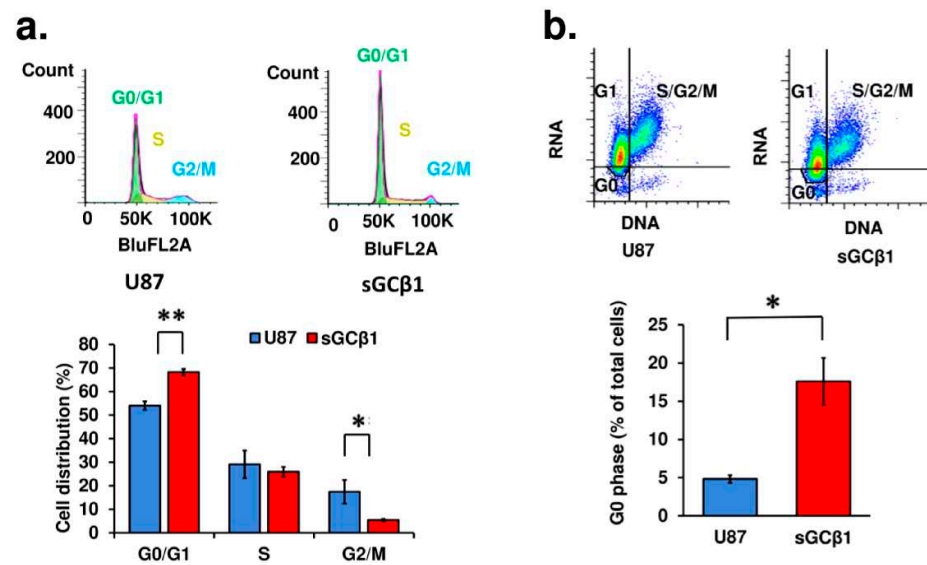 a.
Count
G0/G1
S
G2/M
400
200
0 50K 100K
BluFL2A
U87
Count
G0/G1
S
G2/M
400
200
0 50K 100K
BluFL2A
sGCβ1
**
U87 sGCβ1
*
Cell distribution (%)
80
70
60
50
40
30
20
10
0
G0/G1 S G2/M
b.
RNA
G1 S/G2/M
G0
DNA
U87
RNA
G1 S/G2/M
G0
DNA
sGCβ1
*
G0 phase (% of total cells)
25
20
15
10
5
0
U87 sGCβ1